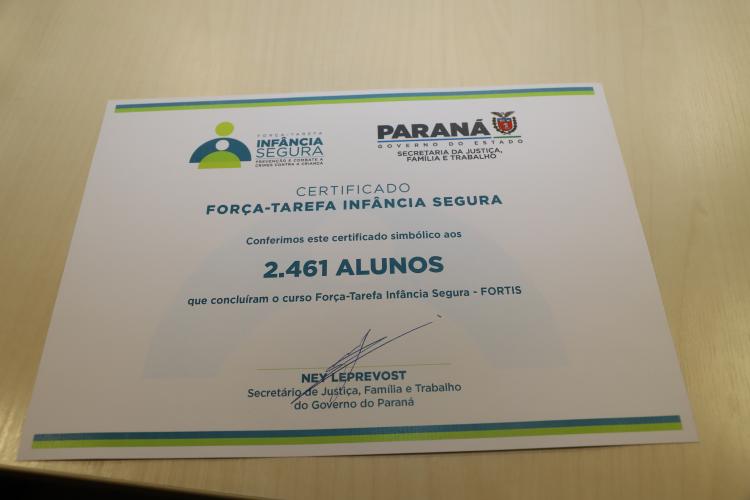 FORÇA-TAREFA
INFÂNCIA
SEGURA
PREVENÇÃO E COMBATE A
CRIMES CONTRA A CRIANÇA
PARANÁ
GOVERNO DO ESTADO
SECRETARIA DA JUSTIÇA,
FAMÍLIA E TRABALHO
CERTIFICADO
FORÇA-TAREFA INFÂNCIA SEGURA
Conferimos este certificado simbólico aos
2.461 ALUNOS
que concluíram o curso Força-Tarefa Infância Segura - FORTIS
NEY LEPREVOST
Secretário de Justiça, Família e Trabalho
do Governo do Paraná